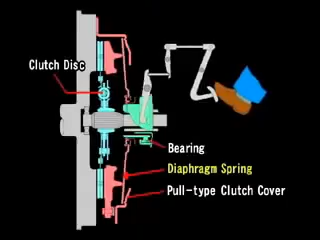 Clutch Disc
Bearing
Diaphragm Spring
Pull-type Clutch Cover